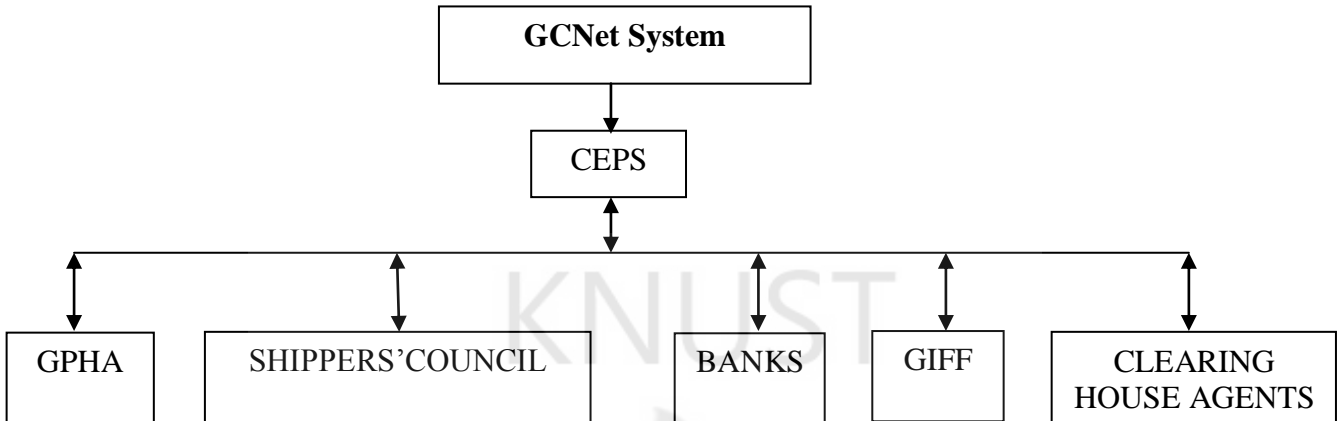 GCNet System
CEPS
KNUST
GPHA
SHIPPERS'COUNCIL
BANKS
GIFF
CLEARING
HOUSE AGENTS